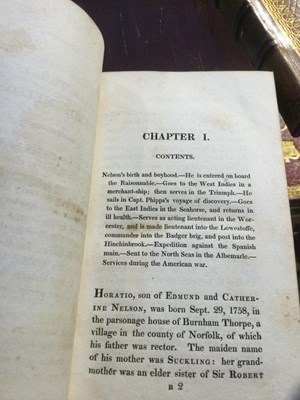 CHAPTER I.
CONTENTS.
Nelson's birth and boyhood.—He is entered on board
the Raisonnable.—Goes to the West Indies in a
merchant-ship; then serves in the Triumph.—He
sails in Capt. Phipps's voyage of discovery.—Goes
to the East Indies in the Seahorse, and returns in
ill health.—Serves as acting lieutenant in the Wor-
cester, and is made lieutenant into the Lowestoffe,
commander into the Badger brig, and post into the
Hinchinbrook.—Expedition against the Spanish
main.—Sent to the North Seas in the Albemarle.—
Services during the American war.
HORATIO, son of EDMUND and CATHE-
RINE NELSON, was born Sept. 29, 1758, in
the parsonage house of Burnham Thorpe, a
village in the county of Norfolk, of which
his father was rector. The maiden name
of his mother was SUCKLING: her grand-
mother was an elder sister of Sir ROBERT
B 2